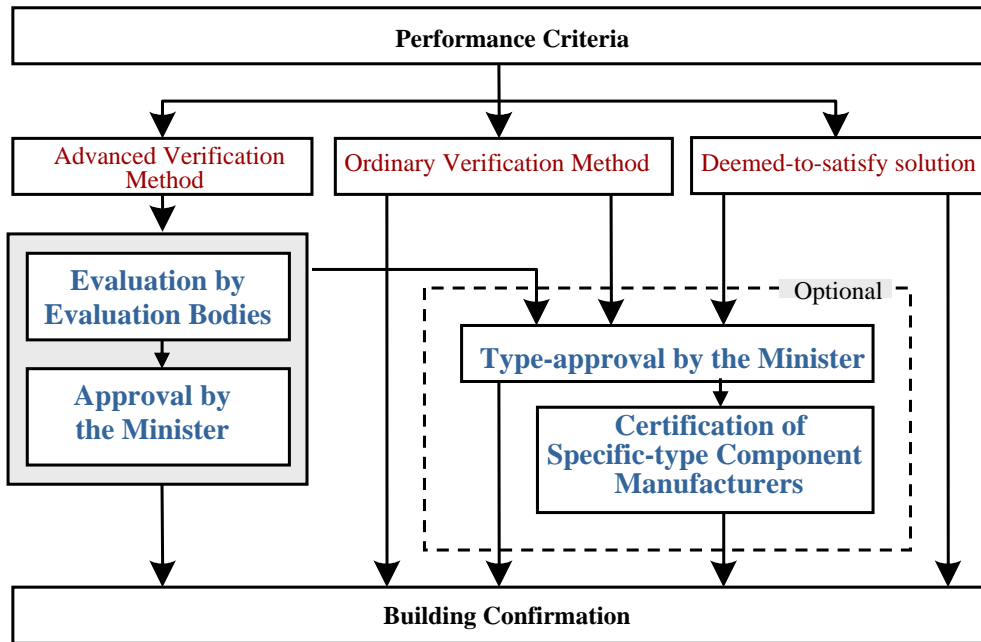 Performance Criteria
Advanced Verification
Method
Ordinary Verification Method
Deemed-to-satisfy solution
Evaluation by
Evaluation Bodies
Approval by
the Minister
Optional
Type-approval by the Minister
Certification of
Specific-type Component
Manufacturers
Building Confirmation